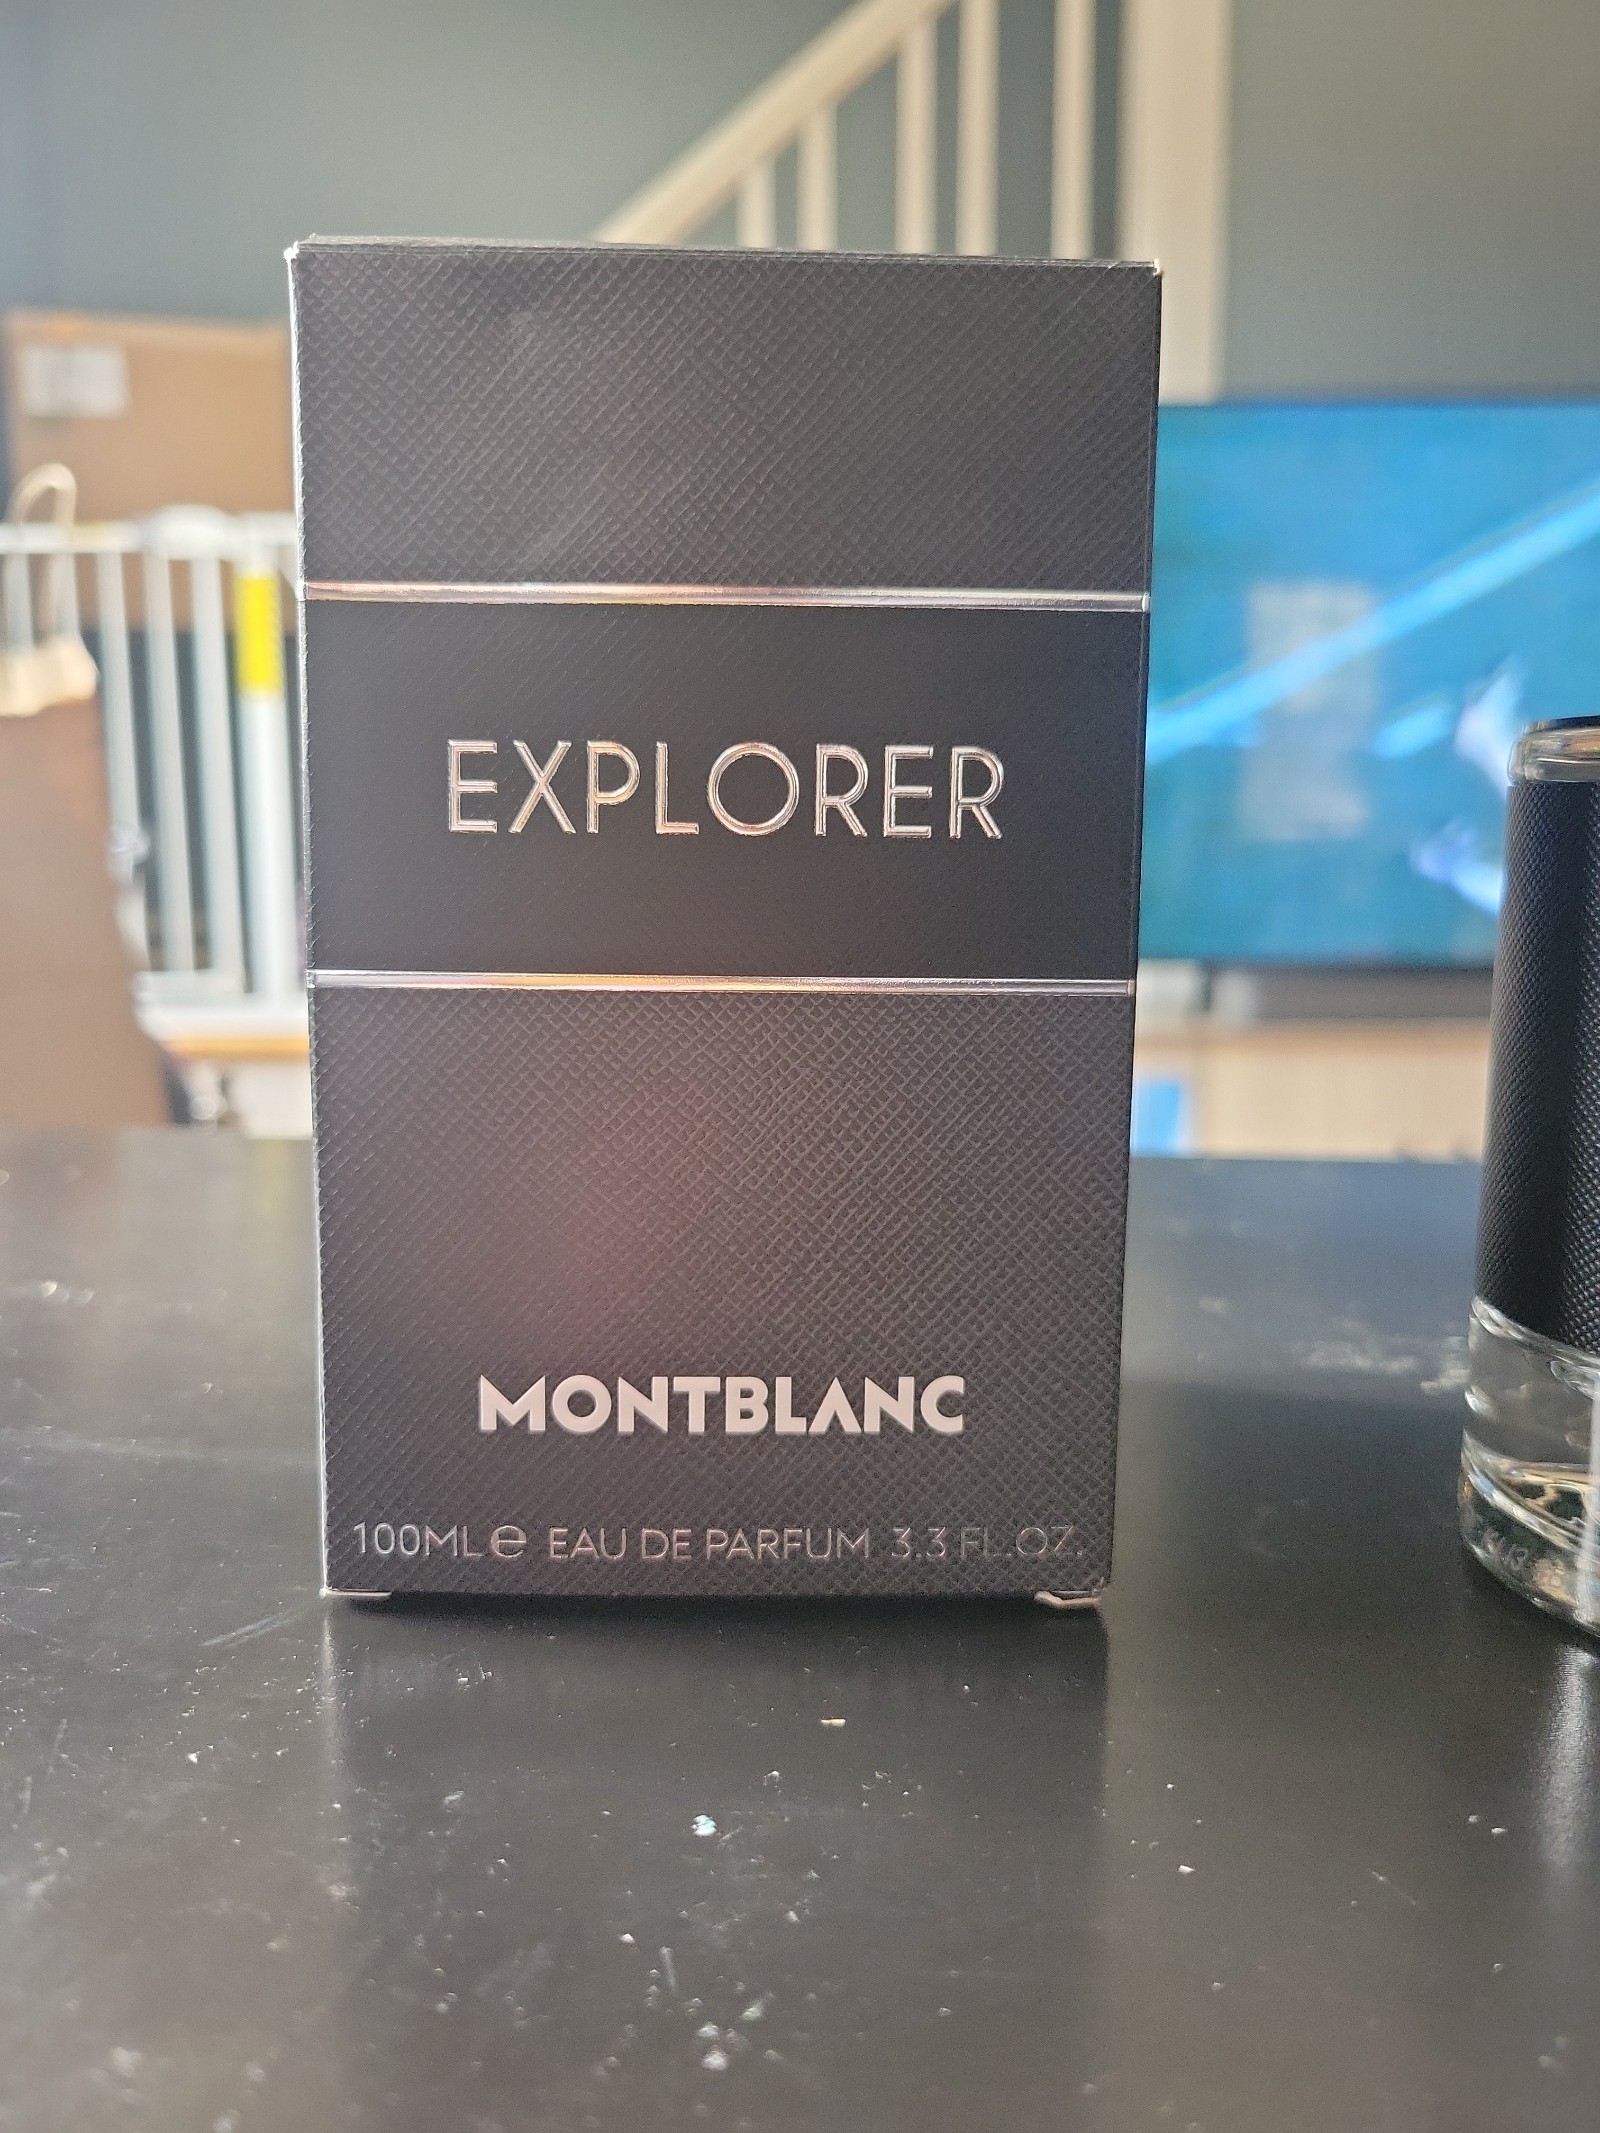 EXPLORER
MONTBLANC
100ML℮ EAU DE PARFUM 3.3 FL.OZ.